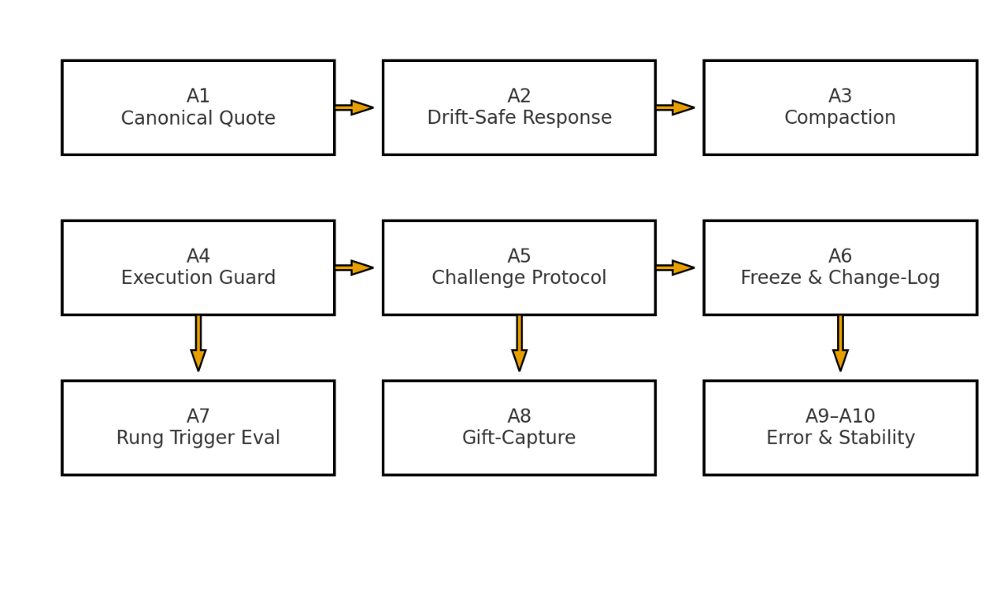 A1
Canonical Quote
A2
Drift-Safe Response
A3
Compaction
A4
Execution Guard
A5
Challenge Protocol
A6
Freeze & Change-Log
A7
Rung Trigger Eval
A8
Gift-Capture
A9–A10
Error & Stability